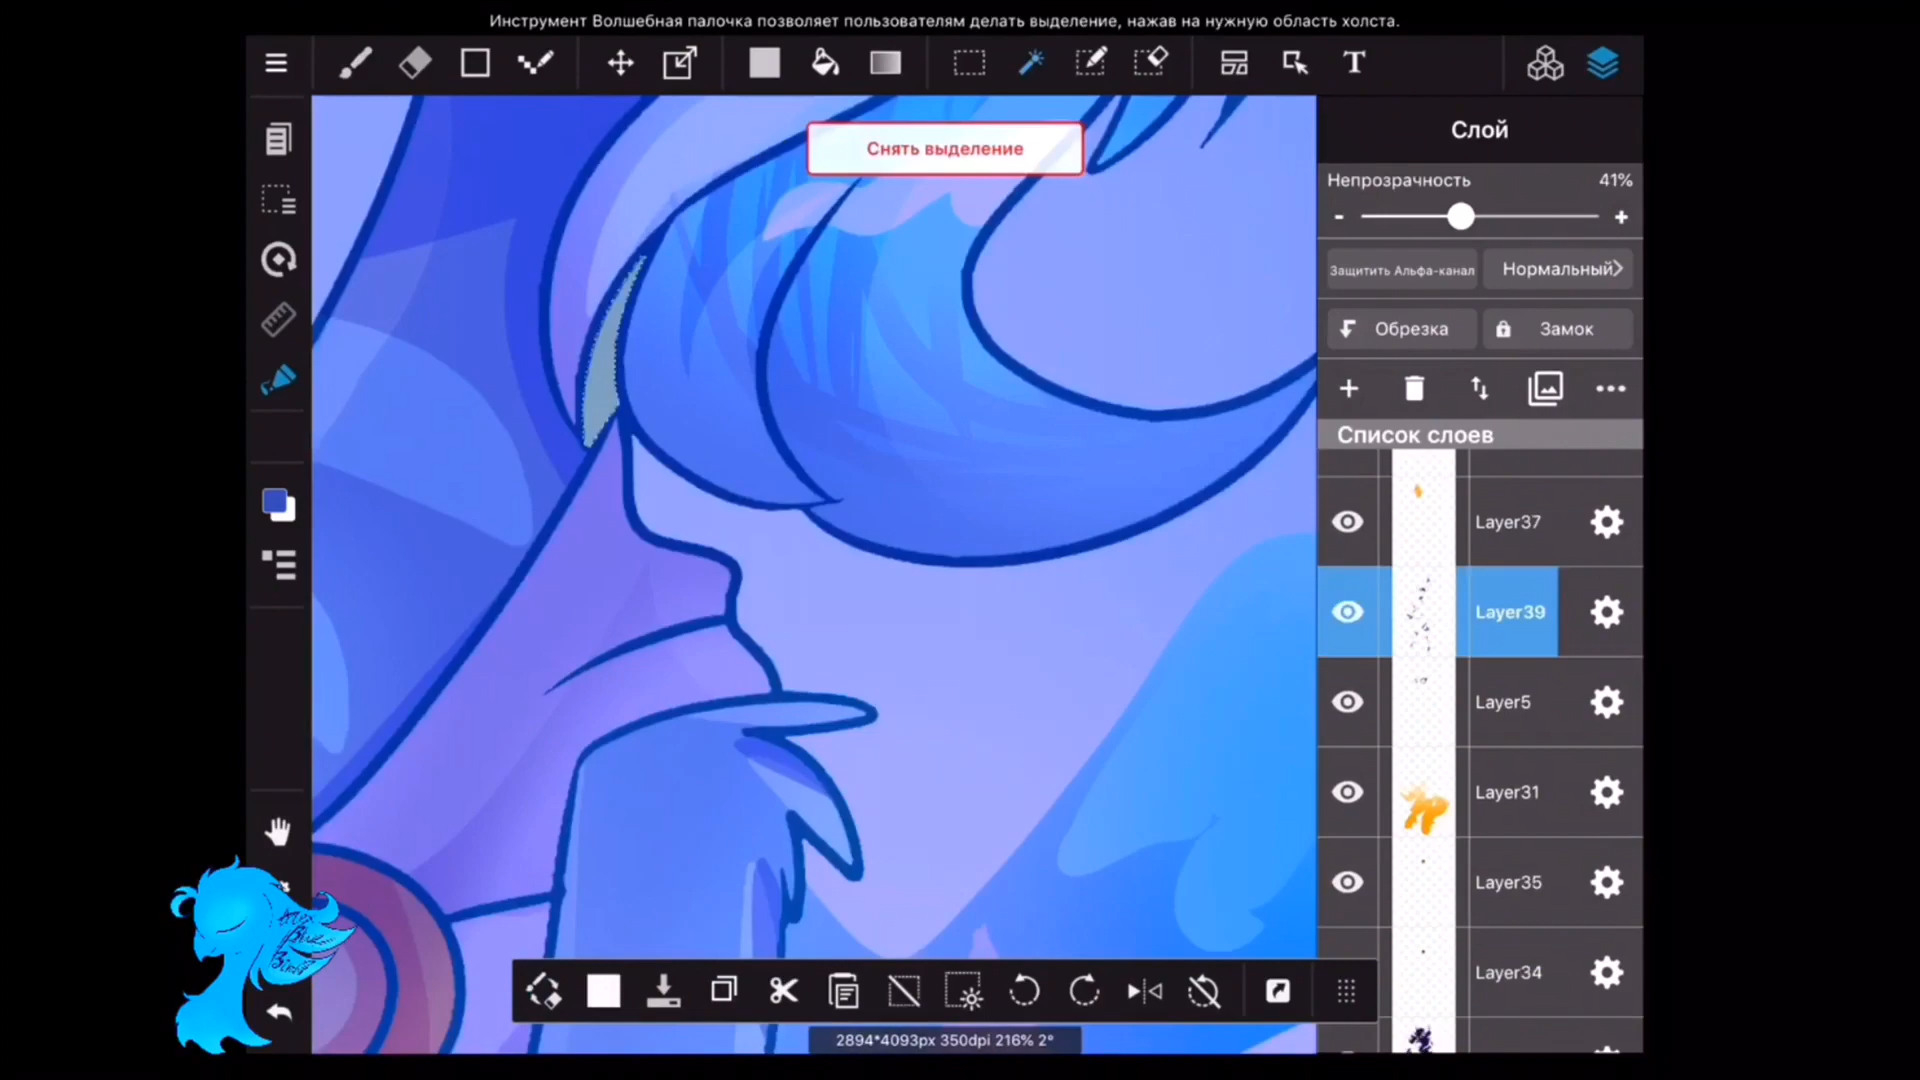 Инструмент Волшебная палочка позволяет пользователям делать выделение, нажав на нужную область холста.
T
Снять выделение
Слой
Непрозрачность 41%
- +
Защитить Альфа-канал Нормальный
Обрезка Замок
Список слоев
Layer37
Layer39
Layer5
Layer31
Layer35
Layer34
2894*4093px 350dpi 216% 2°